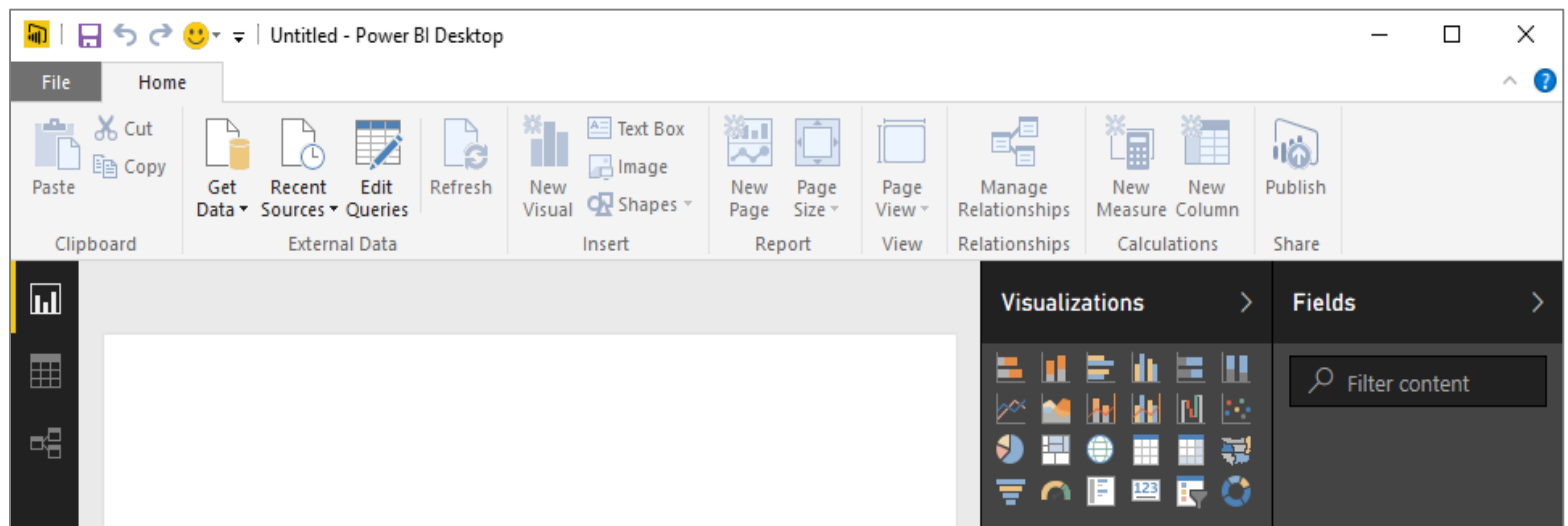 Untitled - Power BI Desktop
File Home
Cut
Copy
Paste
Get Data
Recent Sources
Edit Queries
Refresh
New Visual
Text Box
Image
Shapes
New Page
Page Size
Page View
Manage Relationships
New Measure
New Column
Publish
Clipboard External Data Insert Report View Relationships Calculations Share
Visualizations Fields
Filter content
123